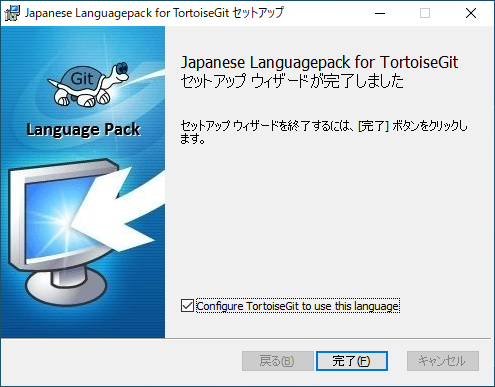 Japanese Languagepack for TortoiseGit セットアップ
Git
Language Pack
Japanese Languagepack for TortoiseGit
セットアップ ウィザードが完了しました
セットアップ ウィザードを終了するには、[完了] ボタンをクリックし
ます。
Configure TortoiseGit to use this language
戻る(B)
完了(F)
キャンセル